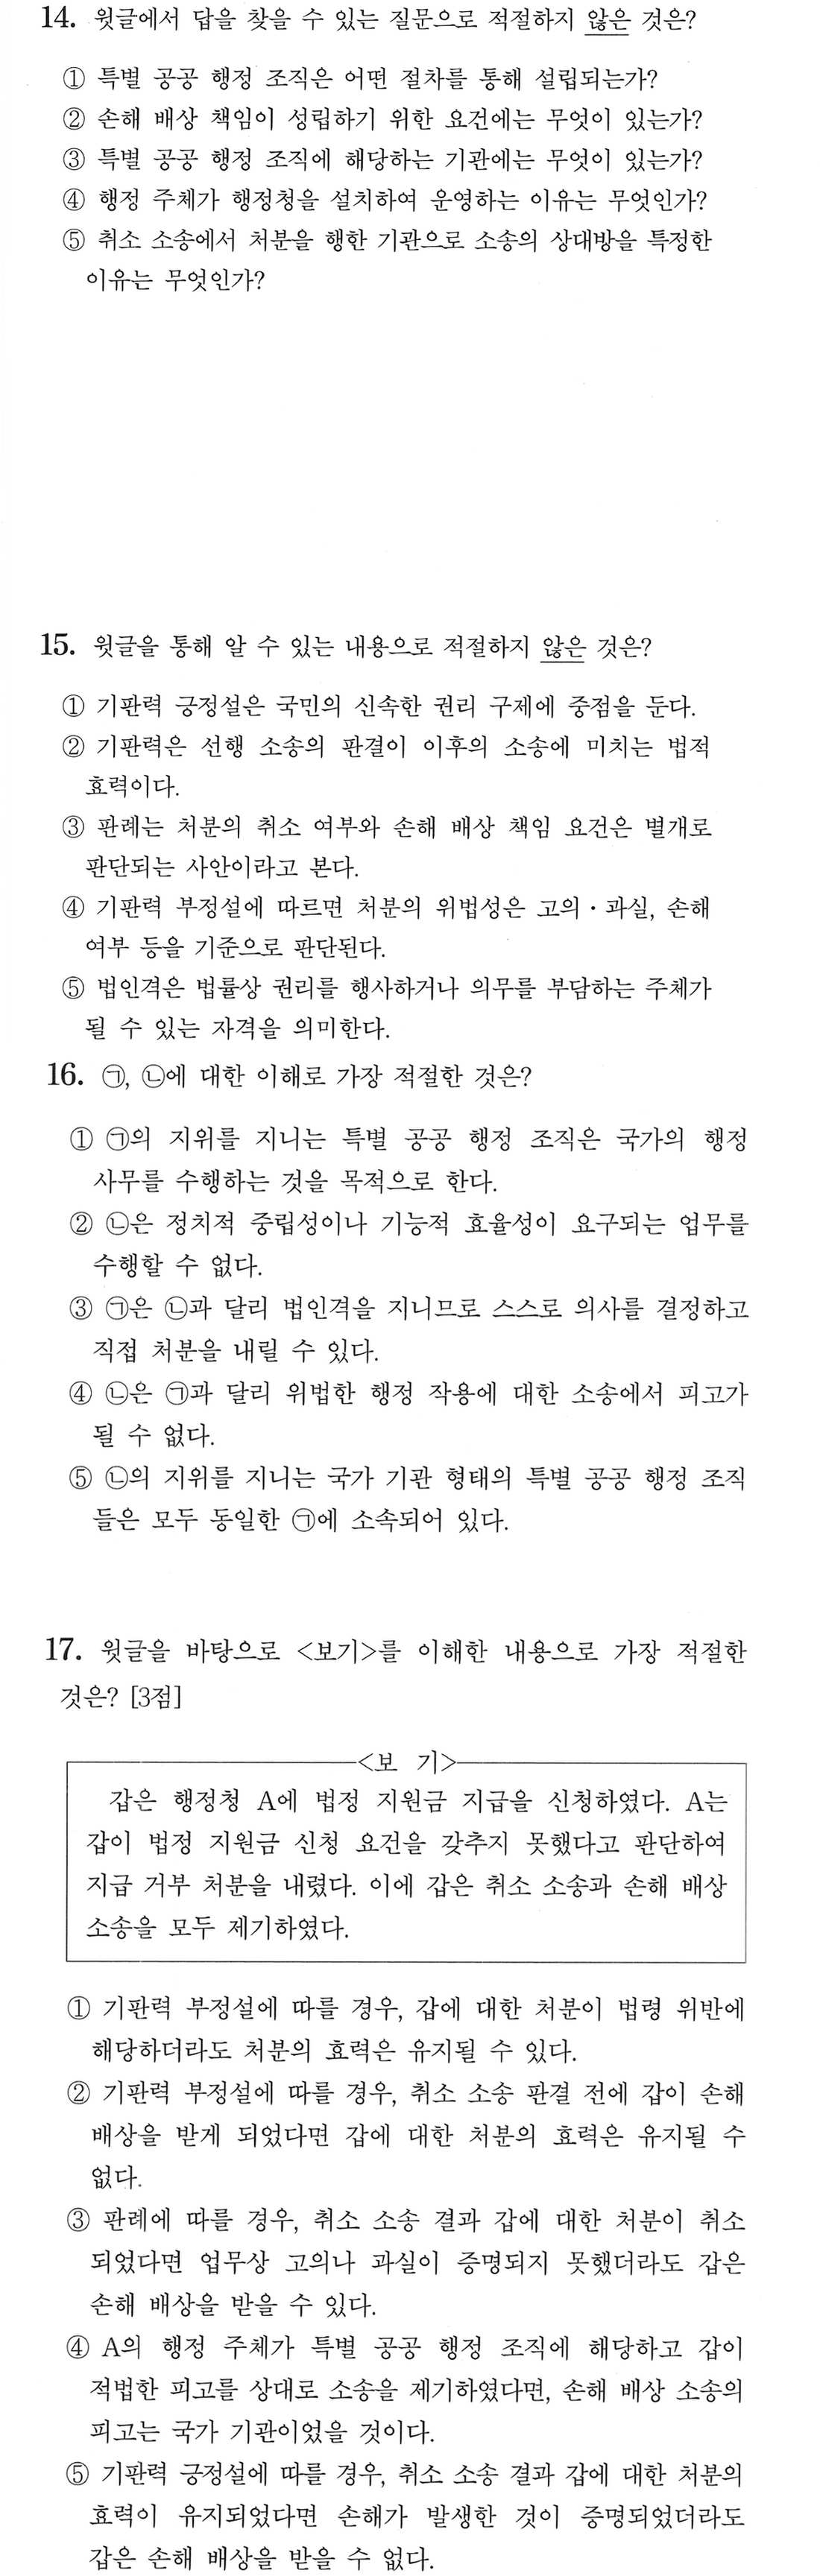 14. 윗글에서 답을 찾을 수 있는 질문으로 적절하지 않은 것은?
① 특별 공공 행정 조직은 어떤 절차를 통해 설립되는가?
② 손해 배상 책임이 성립하기 위한 요건에는 무엇이 있는가?
③ 특별 공공 행정 조직에 해당하는 기관에는 무엇이 있는가?
④ 행정 주체가 행정청을 설치하여 운영하는 이유는 무엇인가?
⑤ 취소 소송에서 처분을 행한 기관으로 소송의 상대방을 특정한
이유는 무엇인가?
15. 윗글을 통해 알 수 있는 내용으로 적절하지 않은 것은?
① 기판력 긍정설은 국민의 신속한 권리 구제에 중점을 둔다.
② 기판력은 선행 소송의 판결이 이후의 소송에 미치는 법적
효력이다.
③ 판례는 처분의 취소 여부와 손해 배상 책임 요건은 별개로
판단되는 사안이라고 본다.
④ 기판력 부정설에 따르면 처분의 위법성은 고의·과실, 손해
여부 등을 기준으로 판단된다.
⑤ 법인격은 법률상 권리를 행사하거나 의무를 부담하는 주체가
될 수 있는 자격을 의미한다.
16. ㉠, ㉡에 대한 이해로 가장 적절한 것은?
① ㉠의 지위를 지니는 특별 공공 행정 조직은 국가의 행정
사무를 수행하는 것을 목적으로 한다.
② ㉡은 정치적 중립성이나 기능적 효율성이 요구되는 업무를
수행할 수 없다.
③ ㉠은 ㉡과 달리 법인격을 지니므로 스스로 의사를 결정하고
직접 처분을 내릴 수 있다.
④ ㉡은 ㉠과 달리 위법한 행정 작용에 대한 소송에서 피고가
될 수 없다.
⑤ ㉡의 지위를 지니는 국가 기관 형태의 특별 공공 행정 조직
들은 모두 동일한 ㉠에 소속되어 있다.
17. 윗글을 바탕으로 <보기>를 이해한 내용으로 가장 적절한
것은? [3점]
<보 기>
갑은 행정청 A에 법정 지원금 지급을 신청하였다. A는
갑이 법정 지원금 신청 요건을 갖추지 못했다고 판단하여
지급 거부 처분을 내렸다. 이에 갑은 취소 소송과 손해 배상
소송을 모두 제기하였다.
① 기판력 부정설에 따를 경우, 갑에 대한 처분이 법령 위반에
해당하더라도 처분의 효력은 유지될 수 있다.
② 기판력 부정설에 따를 경우, 취소 소송 판결 전에 갑이 손해
배상을 받게 되었다면 갑에 대한 처분의 효력은 유지될 수
없다.
③ 판례에 따를 경우, 취소 소송 결과 갑에 대한 처분이 취소
되었다면 업무상 고의나 과실이 증명되지 못했더라도 갑은
손해 배상을 받을 수 있다.
④ A의 행정 주체가 특별 공공 행정 조직에 해당하고 갑이
적법한 피고를 상대로 소송을 제기하였다면, 손해 배상 소송의
피고는 국가 기관이었을 것이다.
⑤ 기판력 긍정설에 따를 경우, 취소 소송 결과 갑에 대한 처분의
효력이 유지되었다면 손해가 발생한 것이 증명되었더라도
갑은 손해 배상을 받을 수 없다.